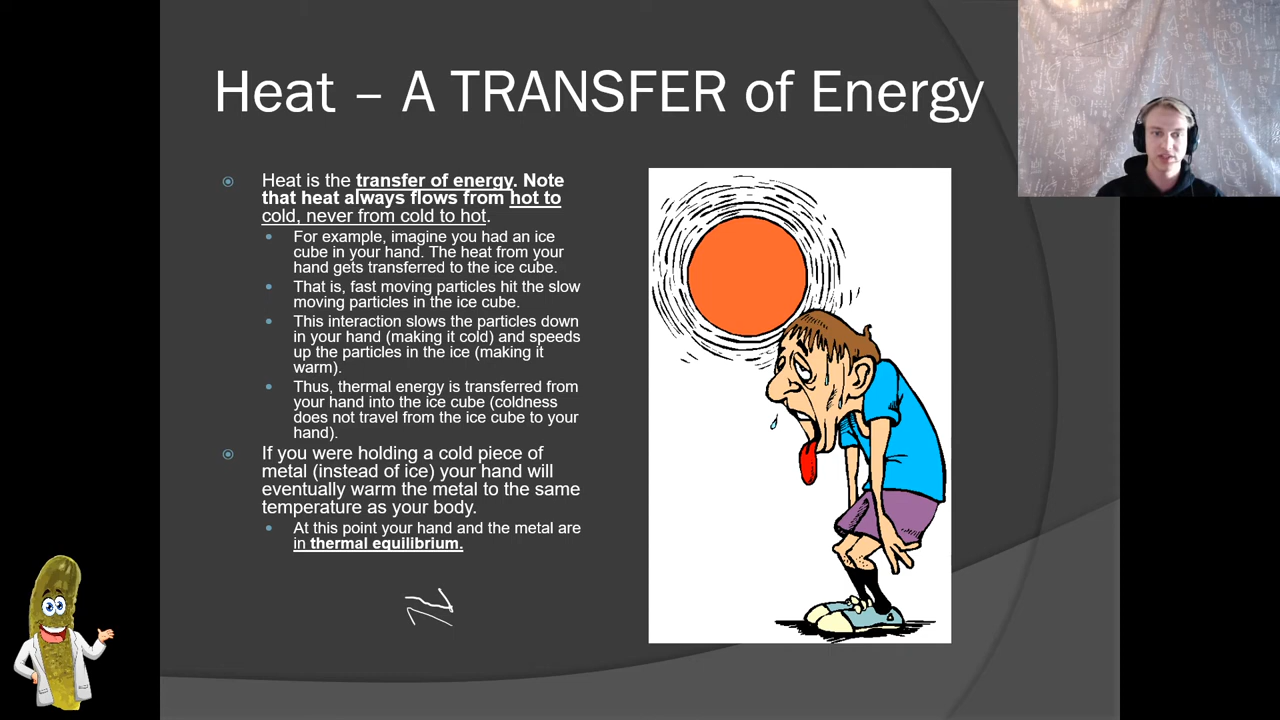 Heat – A TRANSFER of Energy
Heat is the transfer of energy. Note
that heat always flows from hot to
cold, never from cold to hot.
For example, imagine you had an ice
cube in your hand. The heat from your
hand gets transferred to the ice cube.
That is, fast moving particles hit the slow
moving particles in the ice cube.
This interaction slows the particles down
in your hand (making it cold) and speeds
up the particles in the ice (making it
warm).
Thus, thermal energy is transferred from
your hand into the ice cube (coldness
does not travel from the ice cube to your
hand).
If you were holding a cold piece of
metal (instead of ice) your hand will
eventually warm the metal to the same
temperature as your body.
At this point your hand and the metal are
in thermal equilibrium.